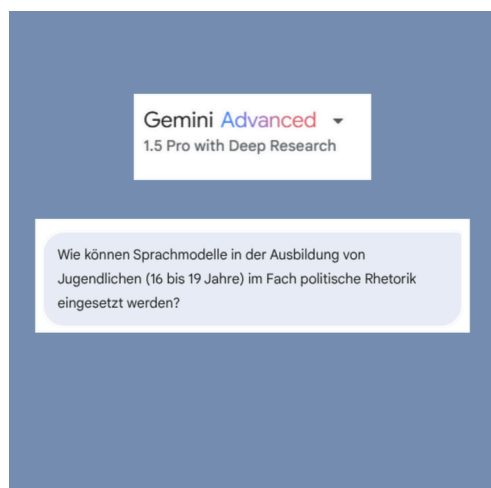 Gemini Advanced
1.5 Pro with Deep Research
Wie können Sprachmodelle in der Ausbildung von
Jugendlichen (16 bis 19 Jahre) im Fach politische Rhetorik
eingesetzt werden?